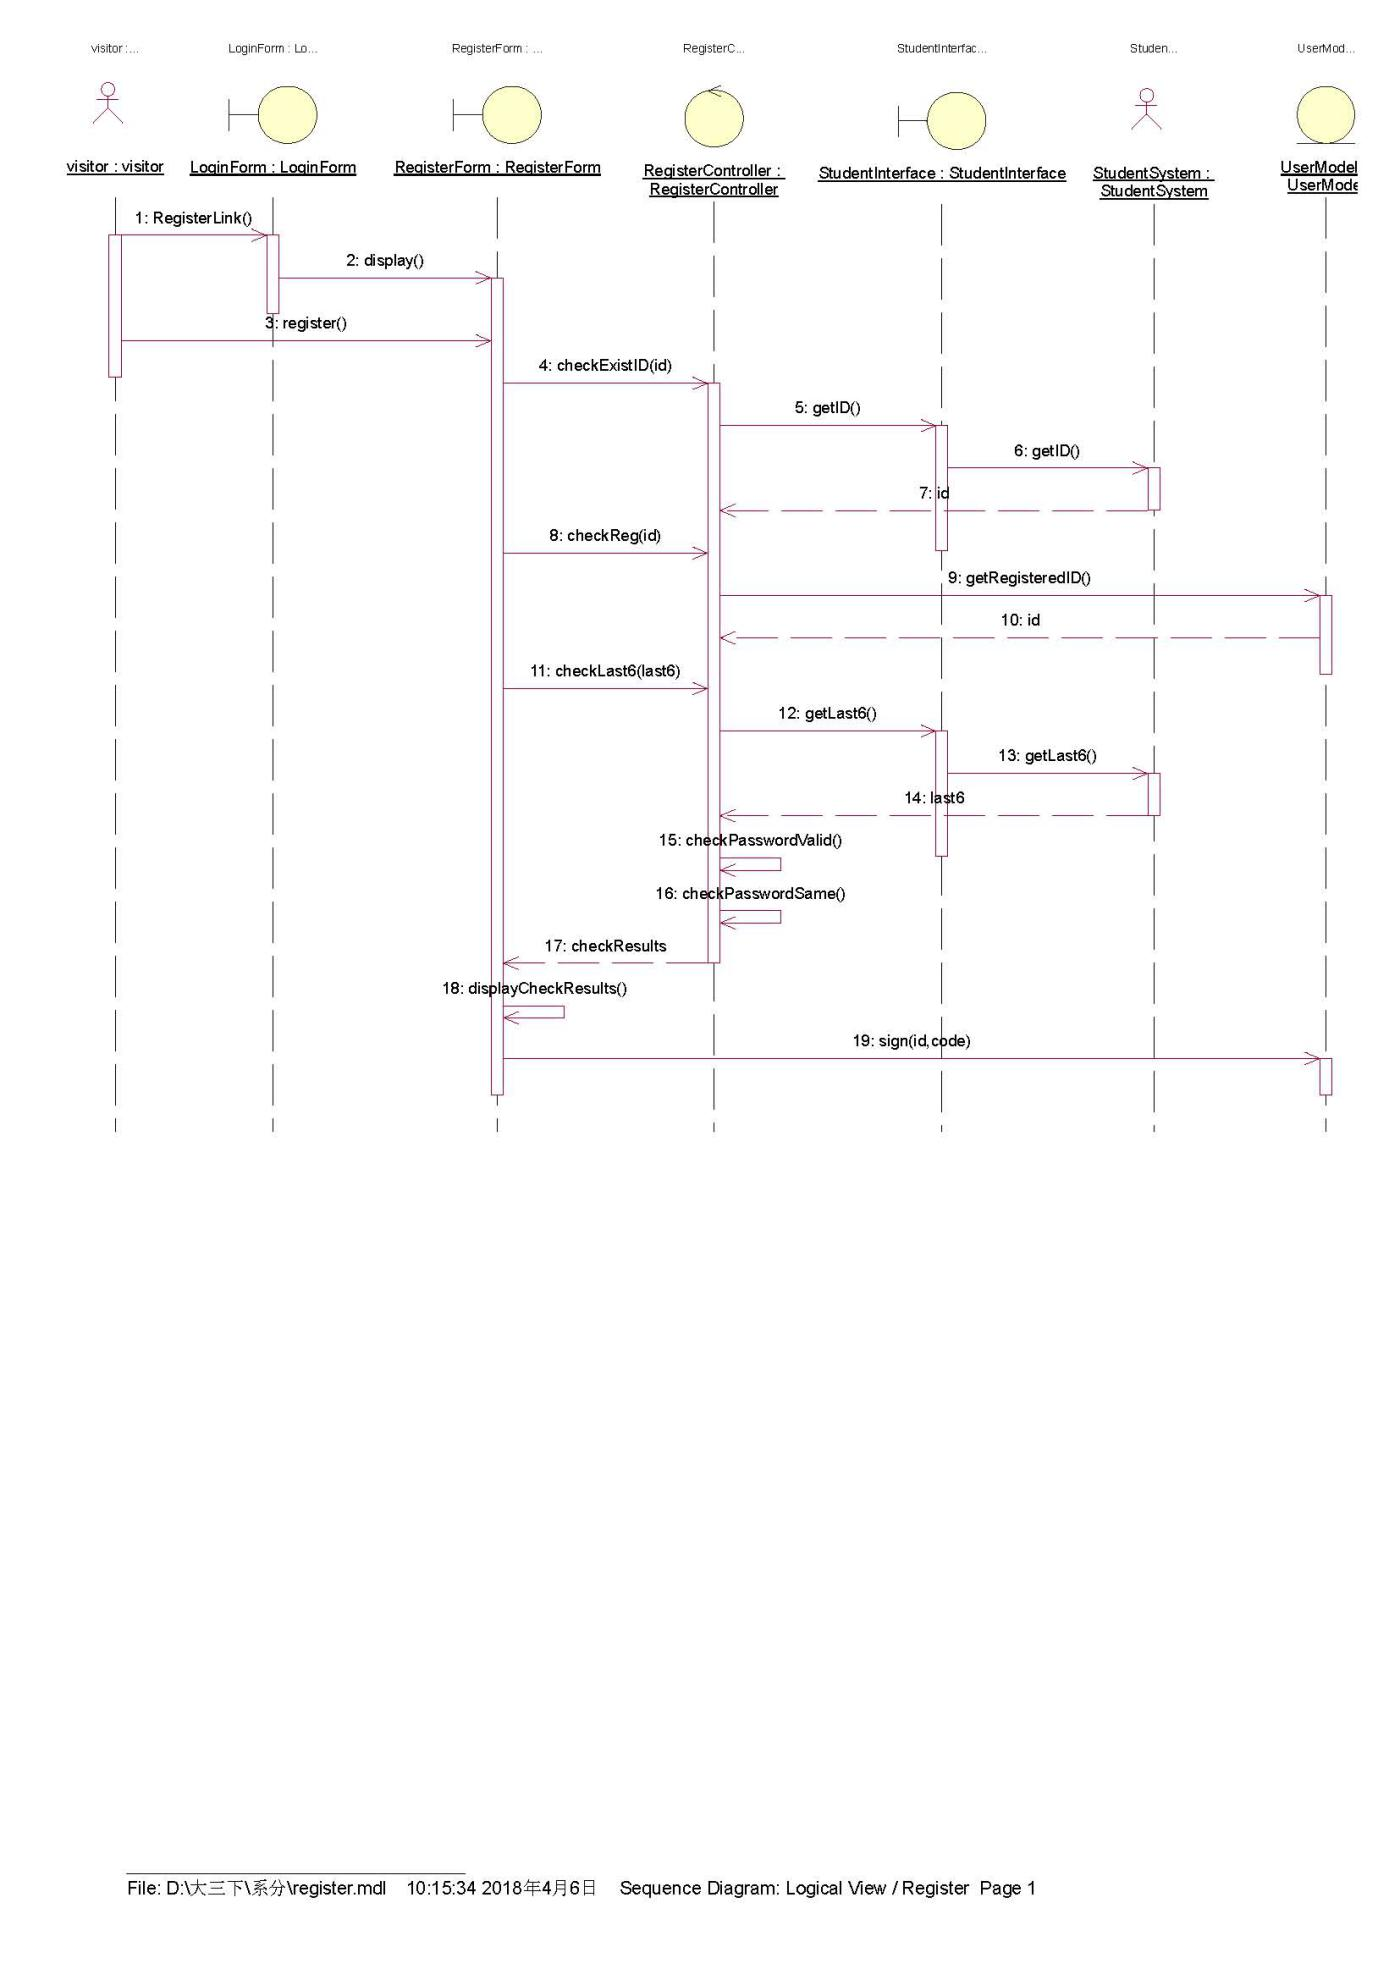 visitor :...
LoginForm : Lo...
RegisterForm : ...
RegisterC...
StudentInterfac...
Studen...
UserMod...
visitor : visitor
LoginForm : LoginForm
RegisterForm : RegisterForm
RegisterController :
RegisterController
StudentInterface : StudentInterface
StudentSystem :
StudentSystem
UserModel
UserMode
1: RegisterLink()
2: display()
3: register()
4: checkExistID(id)
5: getID()
6: getID()
7: id
8: checkReg(id)
9: getRegisteredID()
10: id
11: checkLast6(last6)
12: getLast6()
13: getLast6()
14: last6
15: checkPasswordValid()
16: checkPasswordSame()
17: checkResults
18: displayCheckResults()
19: sign(id,code)
File: D:\大三下\系分\register.mdl    10:15:34 2018年4月6日    Sequence Diagram: Logical View / Register  Page 1